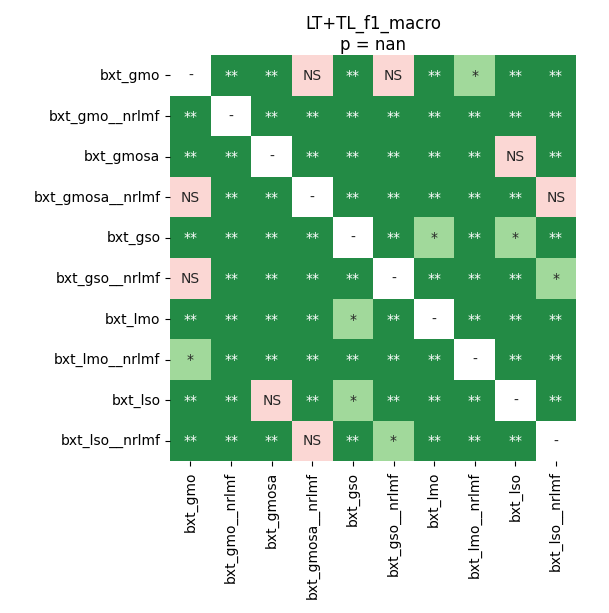 LT+TL_f1_macro
p = nan
bxt_gmo - ** ** NS ** NS ** * ** **
bxt_gmo__nrlmf ** - ** ** ** ** ** ** ** **
bxt_gmosa ** ** - ** ** ** ** ** NS **
bxt_gmosa__nrlmf NS ** ** - ** ** ** ** ** NS
bxt_gso ** ** ** ** - ** * ** * **
bxt_gso__nrlmf NS ** ** ** ** - ** ** ** *
bxt_lmo ** ** ** ** * ** - ** ** **
bxt_lmo__nrlmf * ** ** ** ** ** ** - ** **
bxt_lso ** ** NS ** * ** ** ** - **
bxt_lso__nrlmf ** ** ** NS ** * ** ** ** -
bxt_gmo
bxt_gmo__nrlmf
bxt_gmosa
bxt_gmosa__nrlmf
bxt_gso
bxt_gso__nrlmf
bxt_lmo
bxt_lmo__nrlmf
bxt_lso
bxt_lso__nrlmf